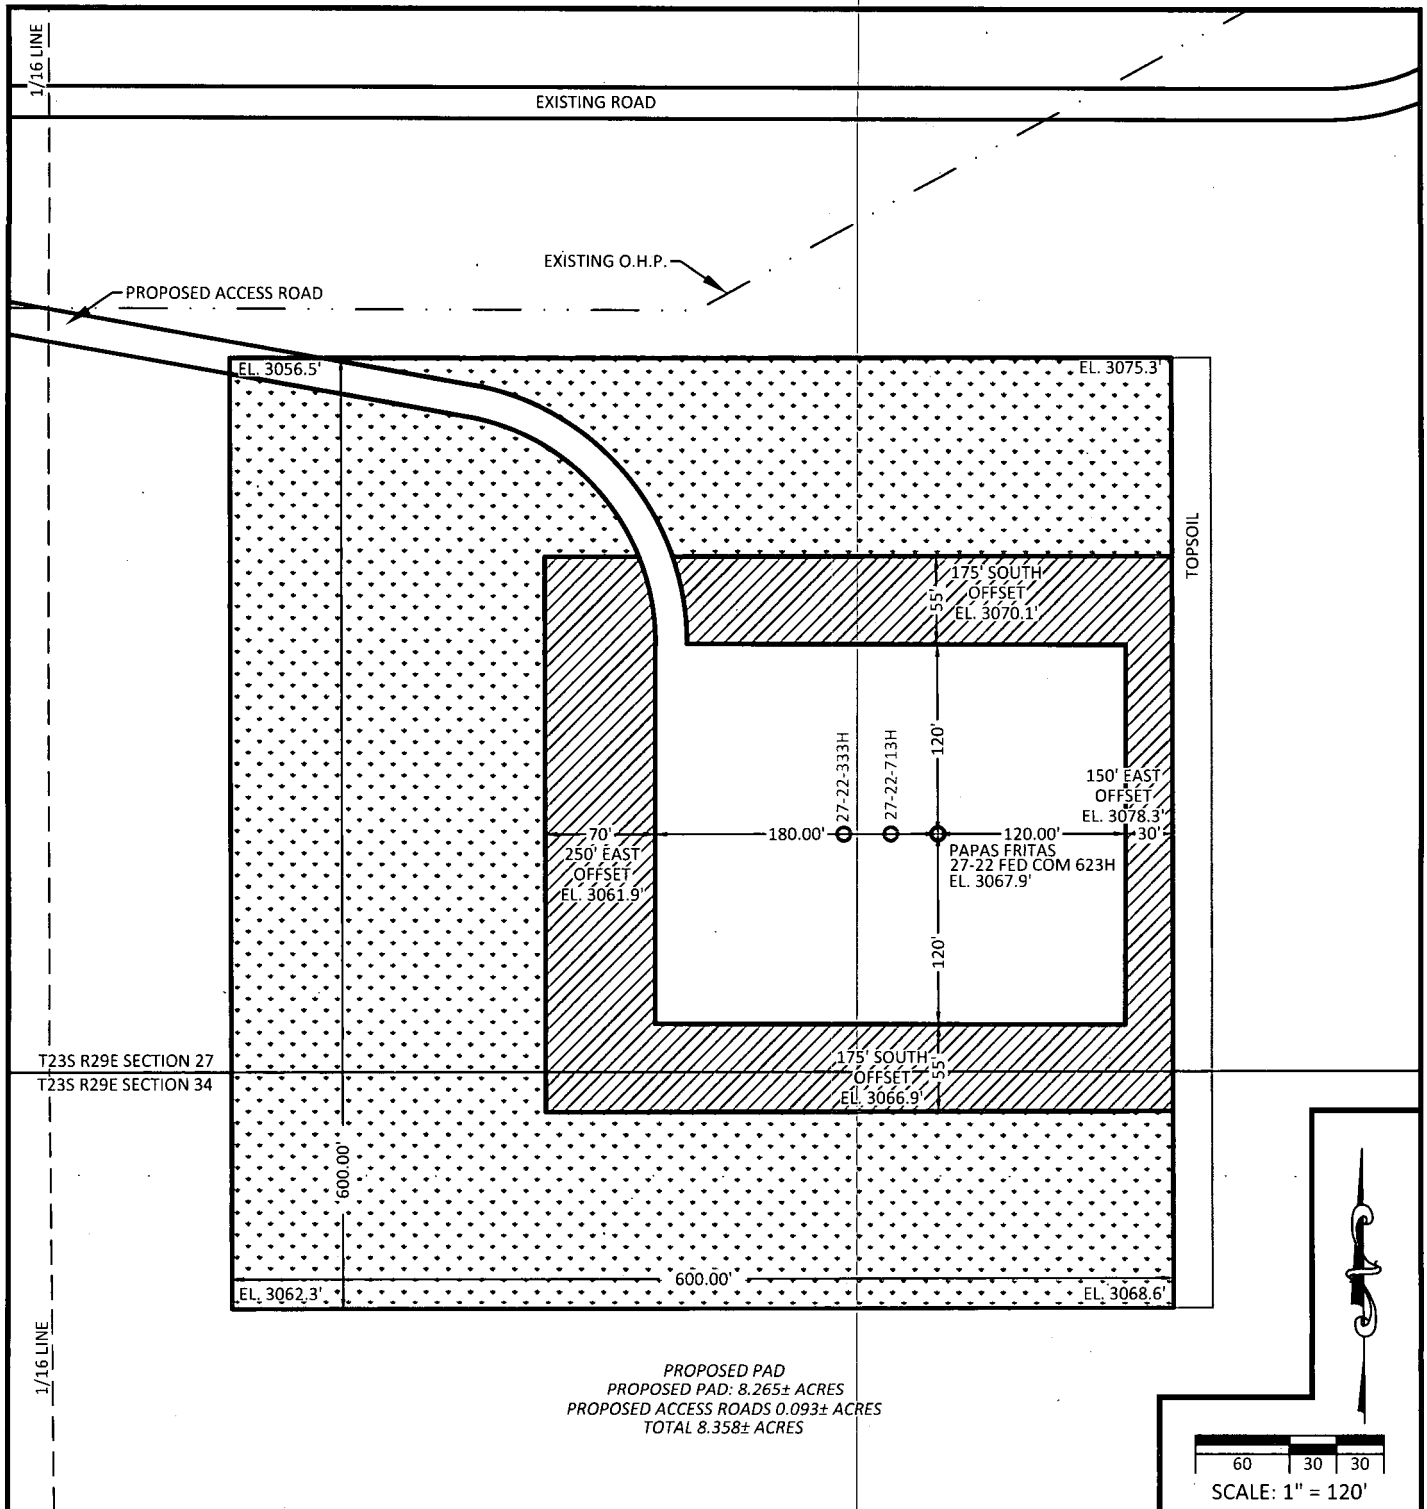 1/16 LINE
EXISTING ROAD
EXISTING O.H.P.
PROPOSED ACCESS ROAD
EL. 3056.5'
EL. 3075.3'
TOPSOIL
175' SOUTH
OFFSET
EL. 3070.1'
55'
120'
27-22-333H
27-22-713H
150' EAST
OFFSET
EL. 3078.3'
70'
180.00'
120.00'
30'
250' EAST
OFFSET
EL. 3061.9'
PAPAS FRITAS
27-22 FED COM 623H
EL. 3067.9'
120'
T23S R29E SECTION 27
T23S R29E SECTION 34
175' SOUTH
OFFSET
EL. 3066.9'
55'
600.00'
600.00'
EL. 3062.3'
EL. 3068.6'
1/16 LINE
PROPOSED PAD
PROPOSED PAD: 8.265± ACRES
PROPOSED ACCESS ROADS 0.093± ACRES
TOTAL 8.358± ACRES
60 30 30
SCALE: 1" = 120'